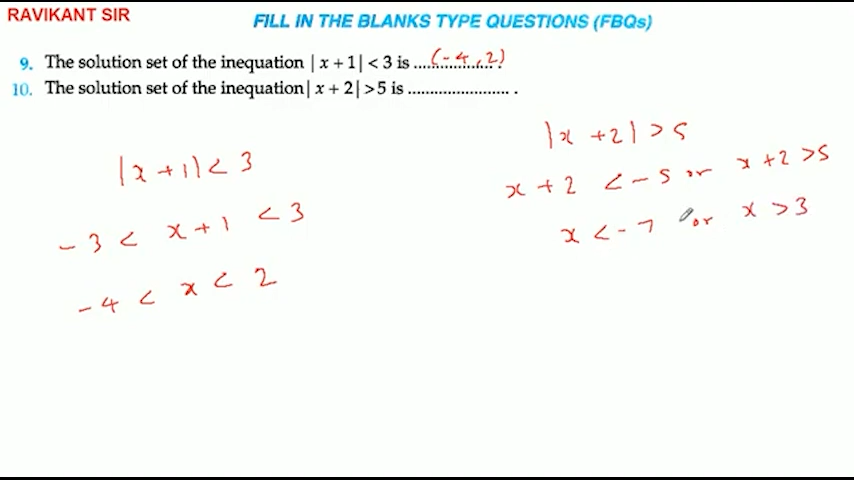 RAVIKANT SIR
FILL IN THE BLANKS TYPE QUESTIONS (FBQs)
9. The solution set of the inequation | x + 1| < 3 is ....(-4, 2)....
10. The solution set of the inequation| x + 2| > 5 is ....................... .
|x + 1| < 3
- 3 < x + 1 < 3
- 4 < x < 2
|x + 2| > 5
x + 2 < - 5 or x + 2 > 5
x < - 7 or x > 3